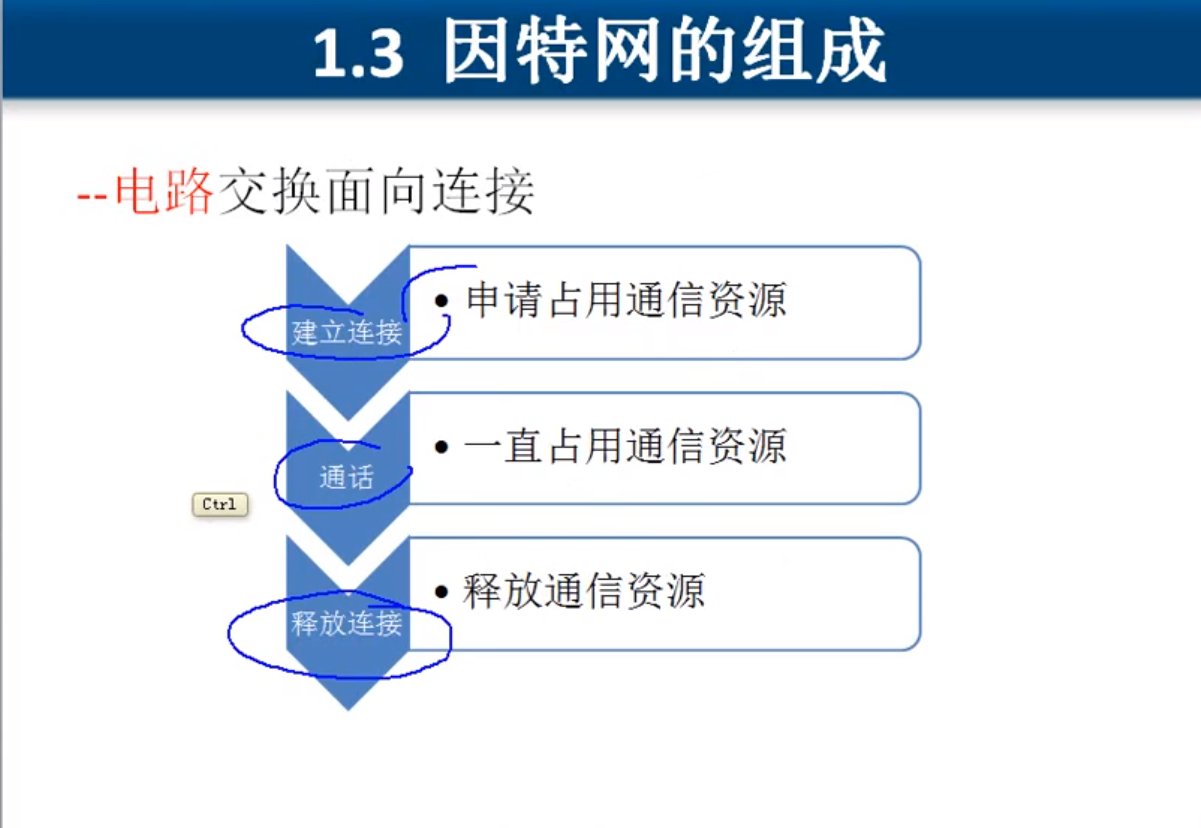 1.3 因特网的组成
--电路交换面向连接
建立连接
• 申请占用通信资源
通话
• 一直占用通信资源
Ctrl
释放连接
• 释放通信资源